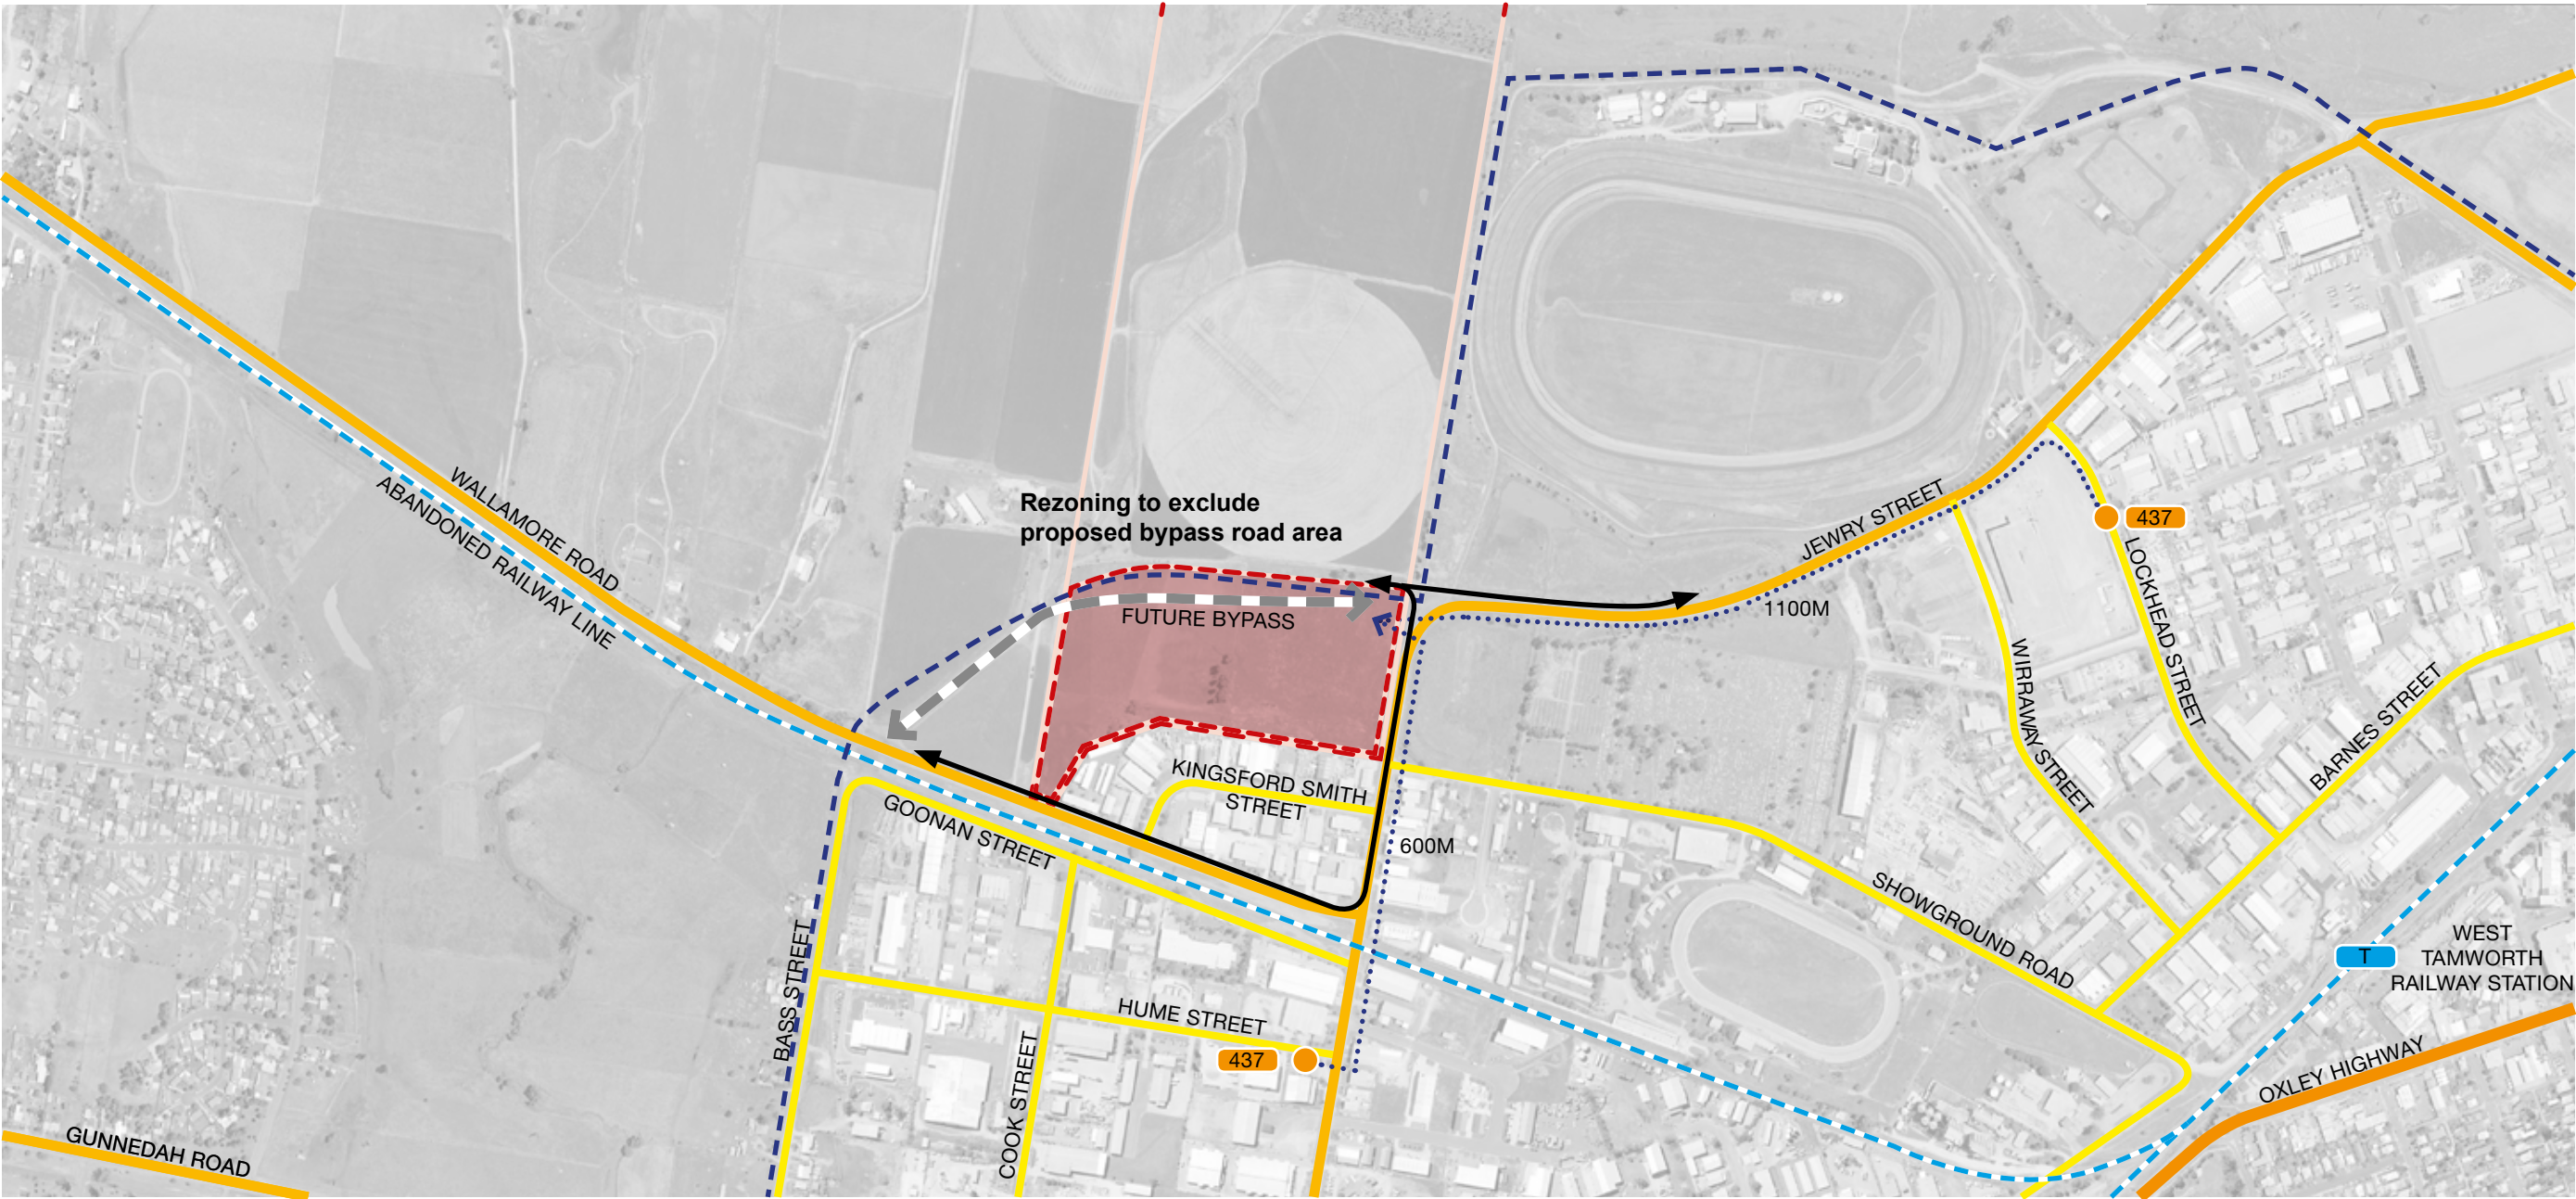 WALLAMORE ROAD
ABANDONED RAILWAY LINE
Rezoning to exclude
proposed bypass road area
FUTURE BYPASS
JEWRY STREET
437
LOCKHEAD STREET
1100M
WIRRAWAY STREET
BARNES STREET
KINGSFORD SMITH
STREET
GOONAN STREET
600M
SHOWGROUND ROAD
BASS STREET
WEST
TAMWORTH
RAILWAY STATION
T
HUME STREET
437
COOK STREET
OXLEY HIGHWAY
GUNNEDAH ROAD